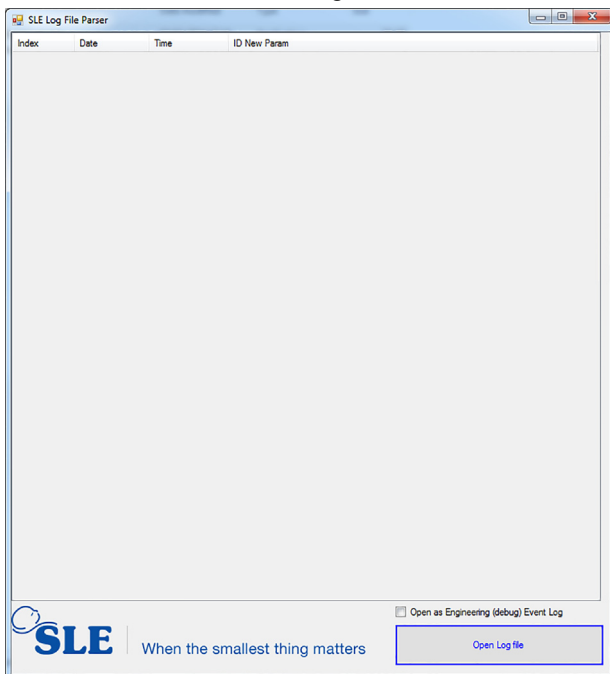 SLE Log File Parser
Index Date Time ID New Param
Open as Engineering (debug) Event Log
SLE When the smallest thing matters
Open Log file